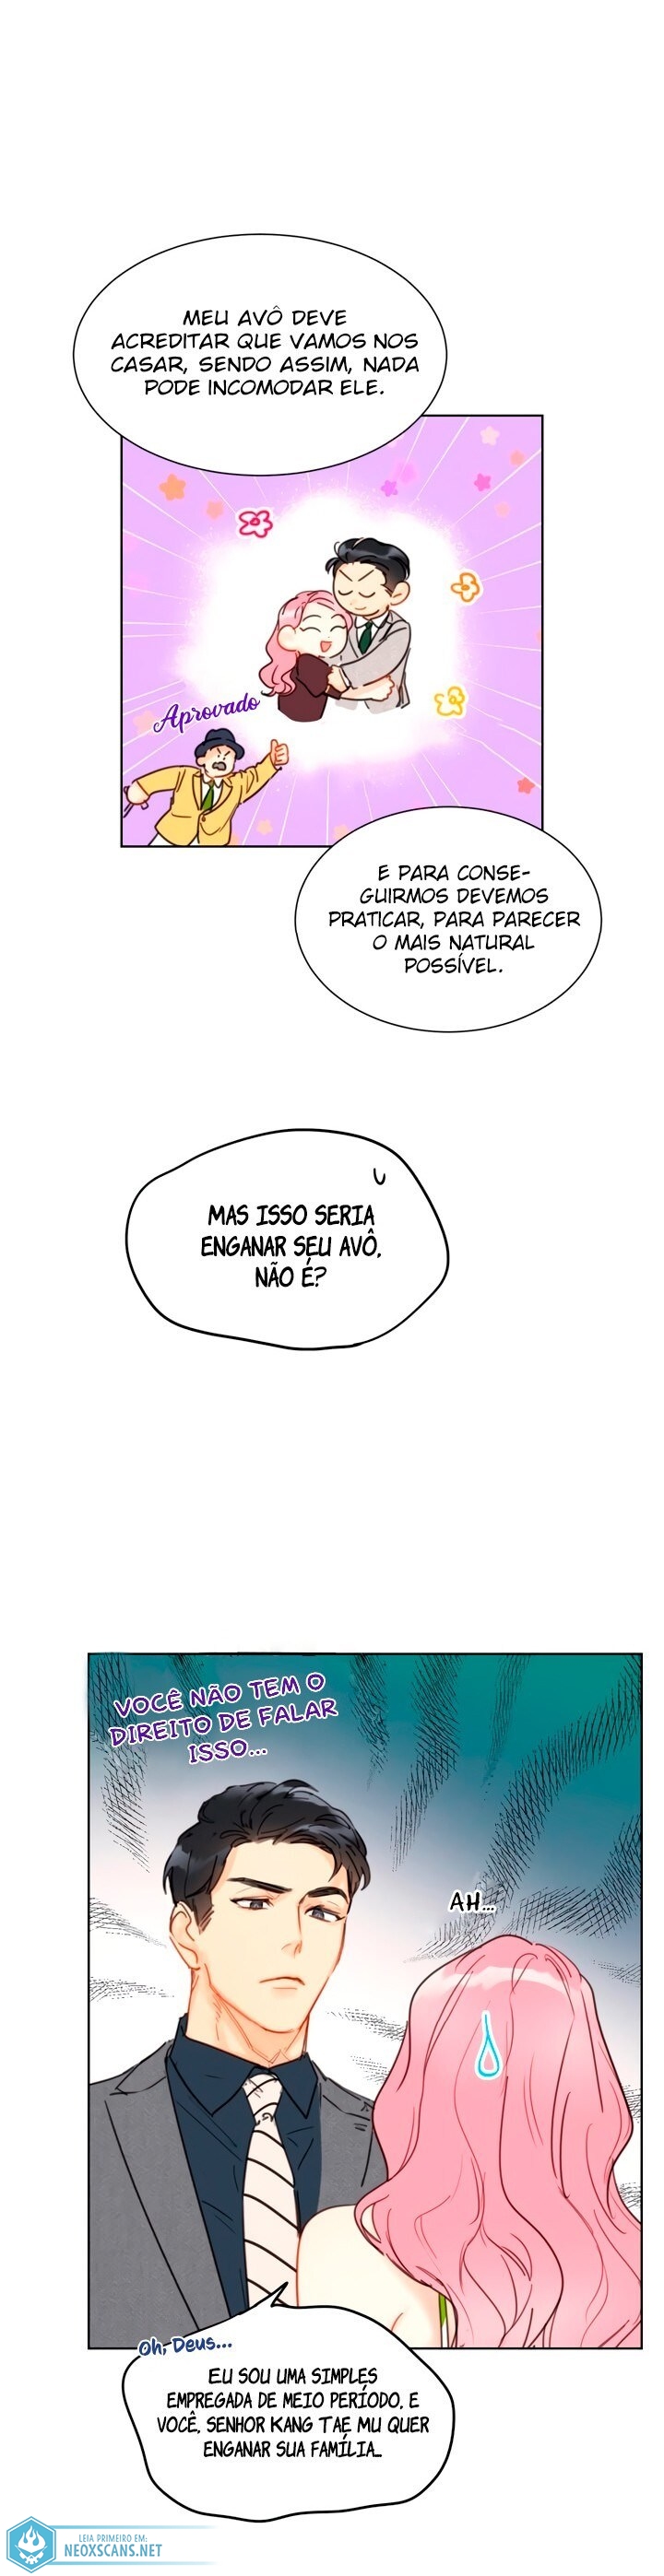 MEU AVÔ DEVE
ACREDITAR QUE VAMOS NOS
CASAR, SENDO ASSIM, NADA
PODE INCOMODAR ELE.
Aprovado
E PARA CONSE-
GUIRMOS DEVEMOS
PRATICAR, PARA PARECER
O MAIS NATURAL
POSSÍVEL.
MAS ISSO SERIA
ENGANAR SEU AVÔ,
NÃO É?
VOCÊ NÃO TEM O
DIREITO DE FALAR
ISSO...
AH...
Oh, Deus...
EU SOU UMA SIMPLES
EMPREGADA DE MEIO PERÍODO, E
VOCÊ, SENHOR KANG TAE MU QUER
ENGANAR SUA FAMÍLIA...
LEIA PRIMEIRO EM:
NEOXSCANS.NET